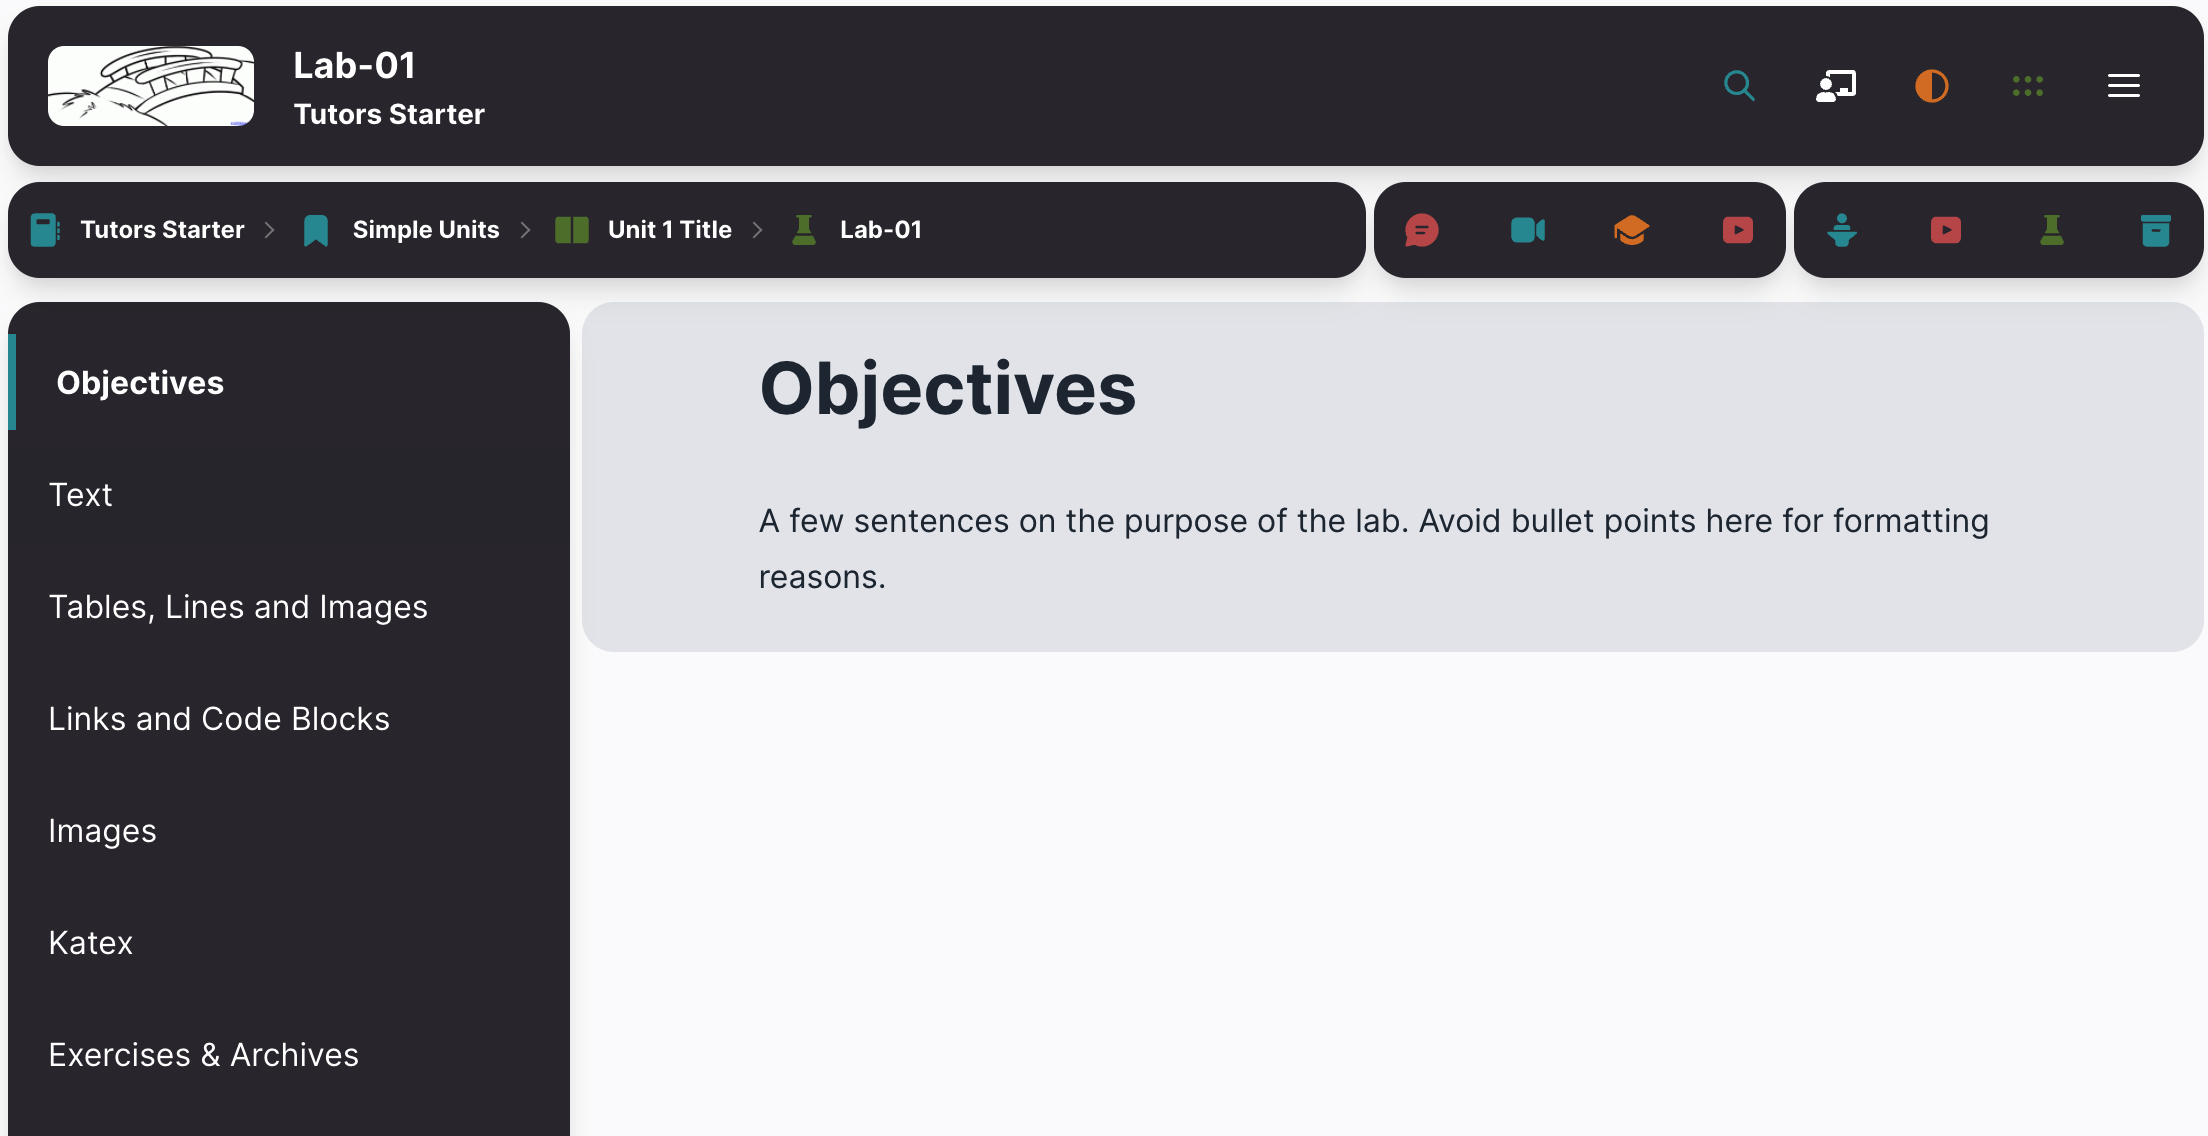 Lab-01
Tutors Starter
Tutors Starter
Simple Units
Unit 1 Title
Lab-01
Objectives
Text
Tables, Lines and Images
Links and Code Blocks
Images
Katex
Exercises & Archives
Objectives
A few sentences on the purpose of the lab. Avoid bullet points here for formatting
reasons.